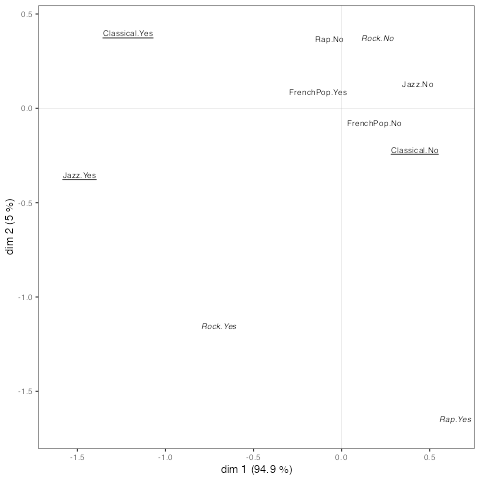 0.5
Classical.Yes
Rap.No
Rock.No
Jazz.No
FrenchPop.Yes
0.0
FrenchPop.No
Classical.No
Jazz.Yes
-0.5
dim 2 (5 %)
-1.0
Rock.Yes
-1.5
Rap.Yes
-1.5 -1.0 -0.5 0.0 0.5
dim 1 (94.9 %)